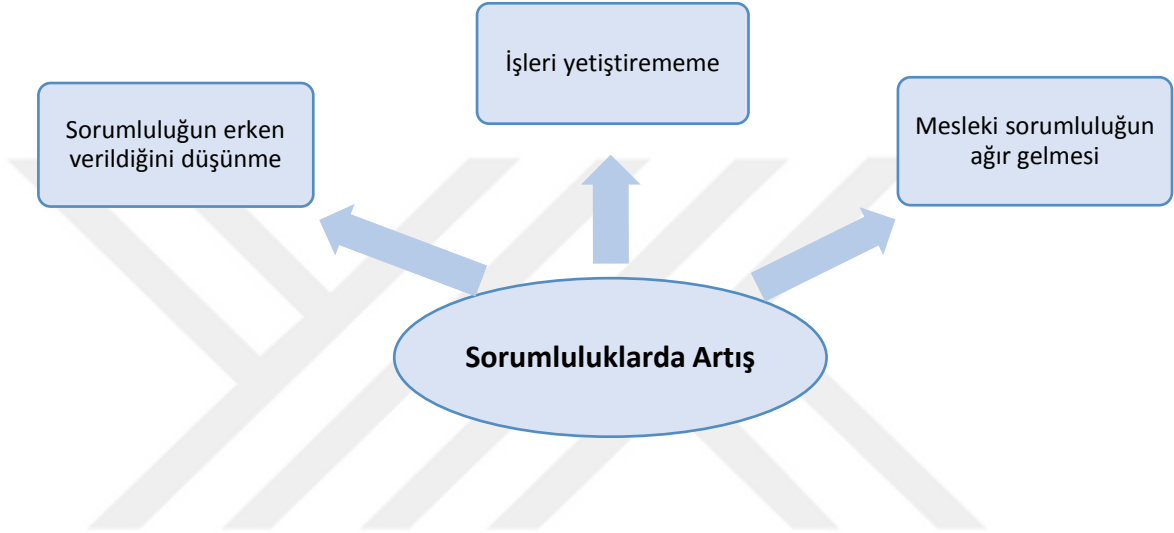 İşleri yetiştirememe
Sorumluluğun erken
verildiğini düşünme
Mesleki sorumluluğun
ağır gelmesi
Sorumluluklarda Artış